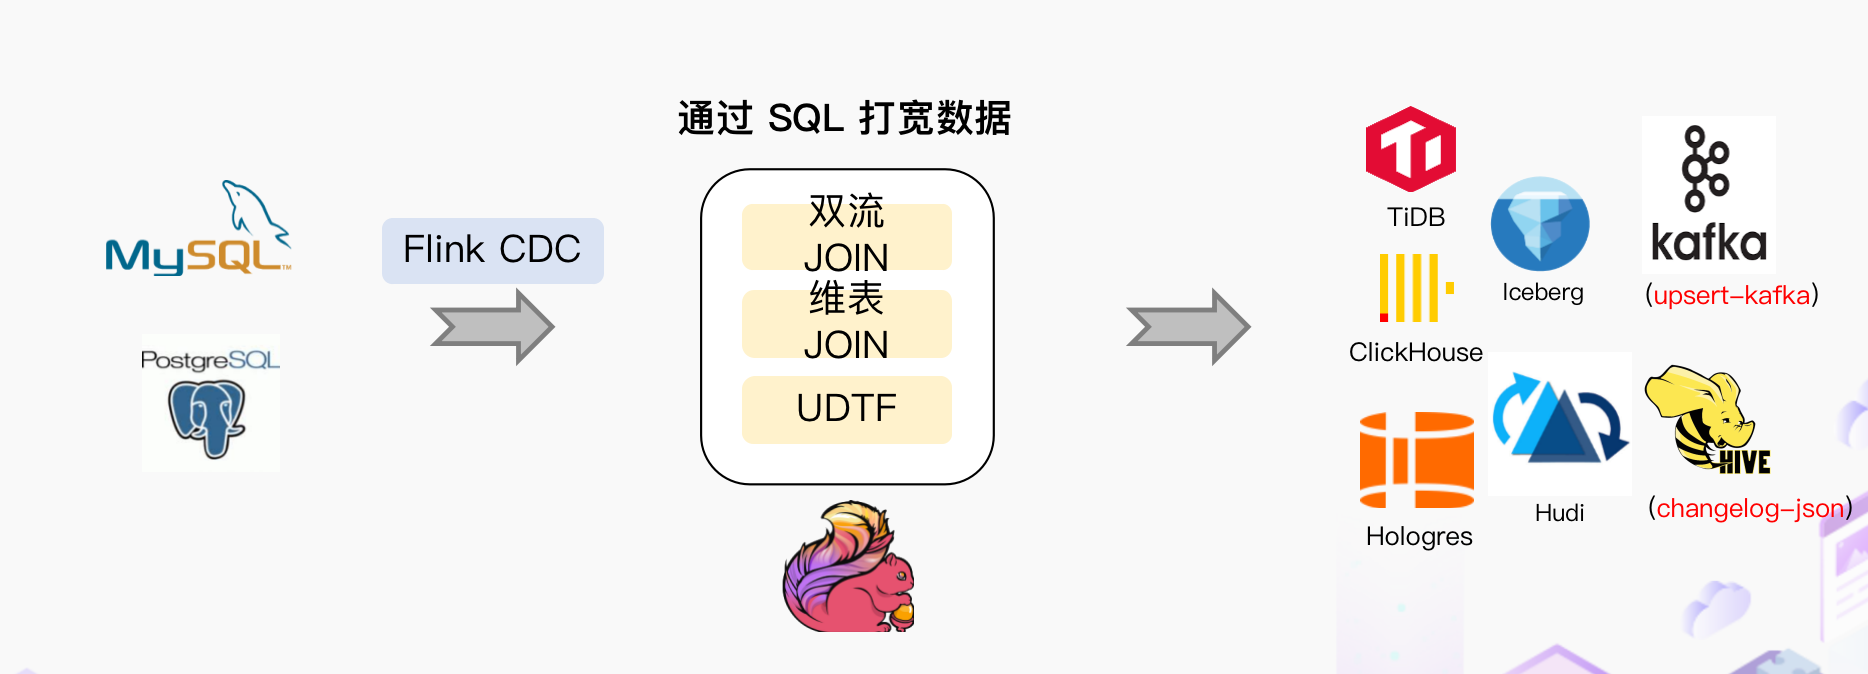 通过 SQL 打宽数据
MySQL™
PostgreSQL
Flink CDC
双流
JOIN
维表
JOIN
UDTF
TiDB
ClickHouse
Hologres
Iceberg
Hudi
kafka
(upsert-kafka)
HIVE
(changelog-json)